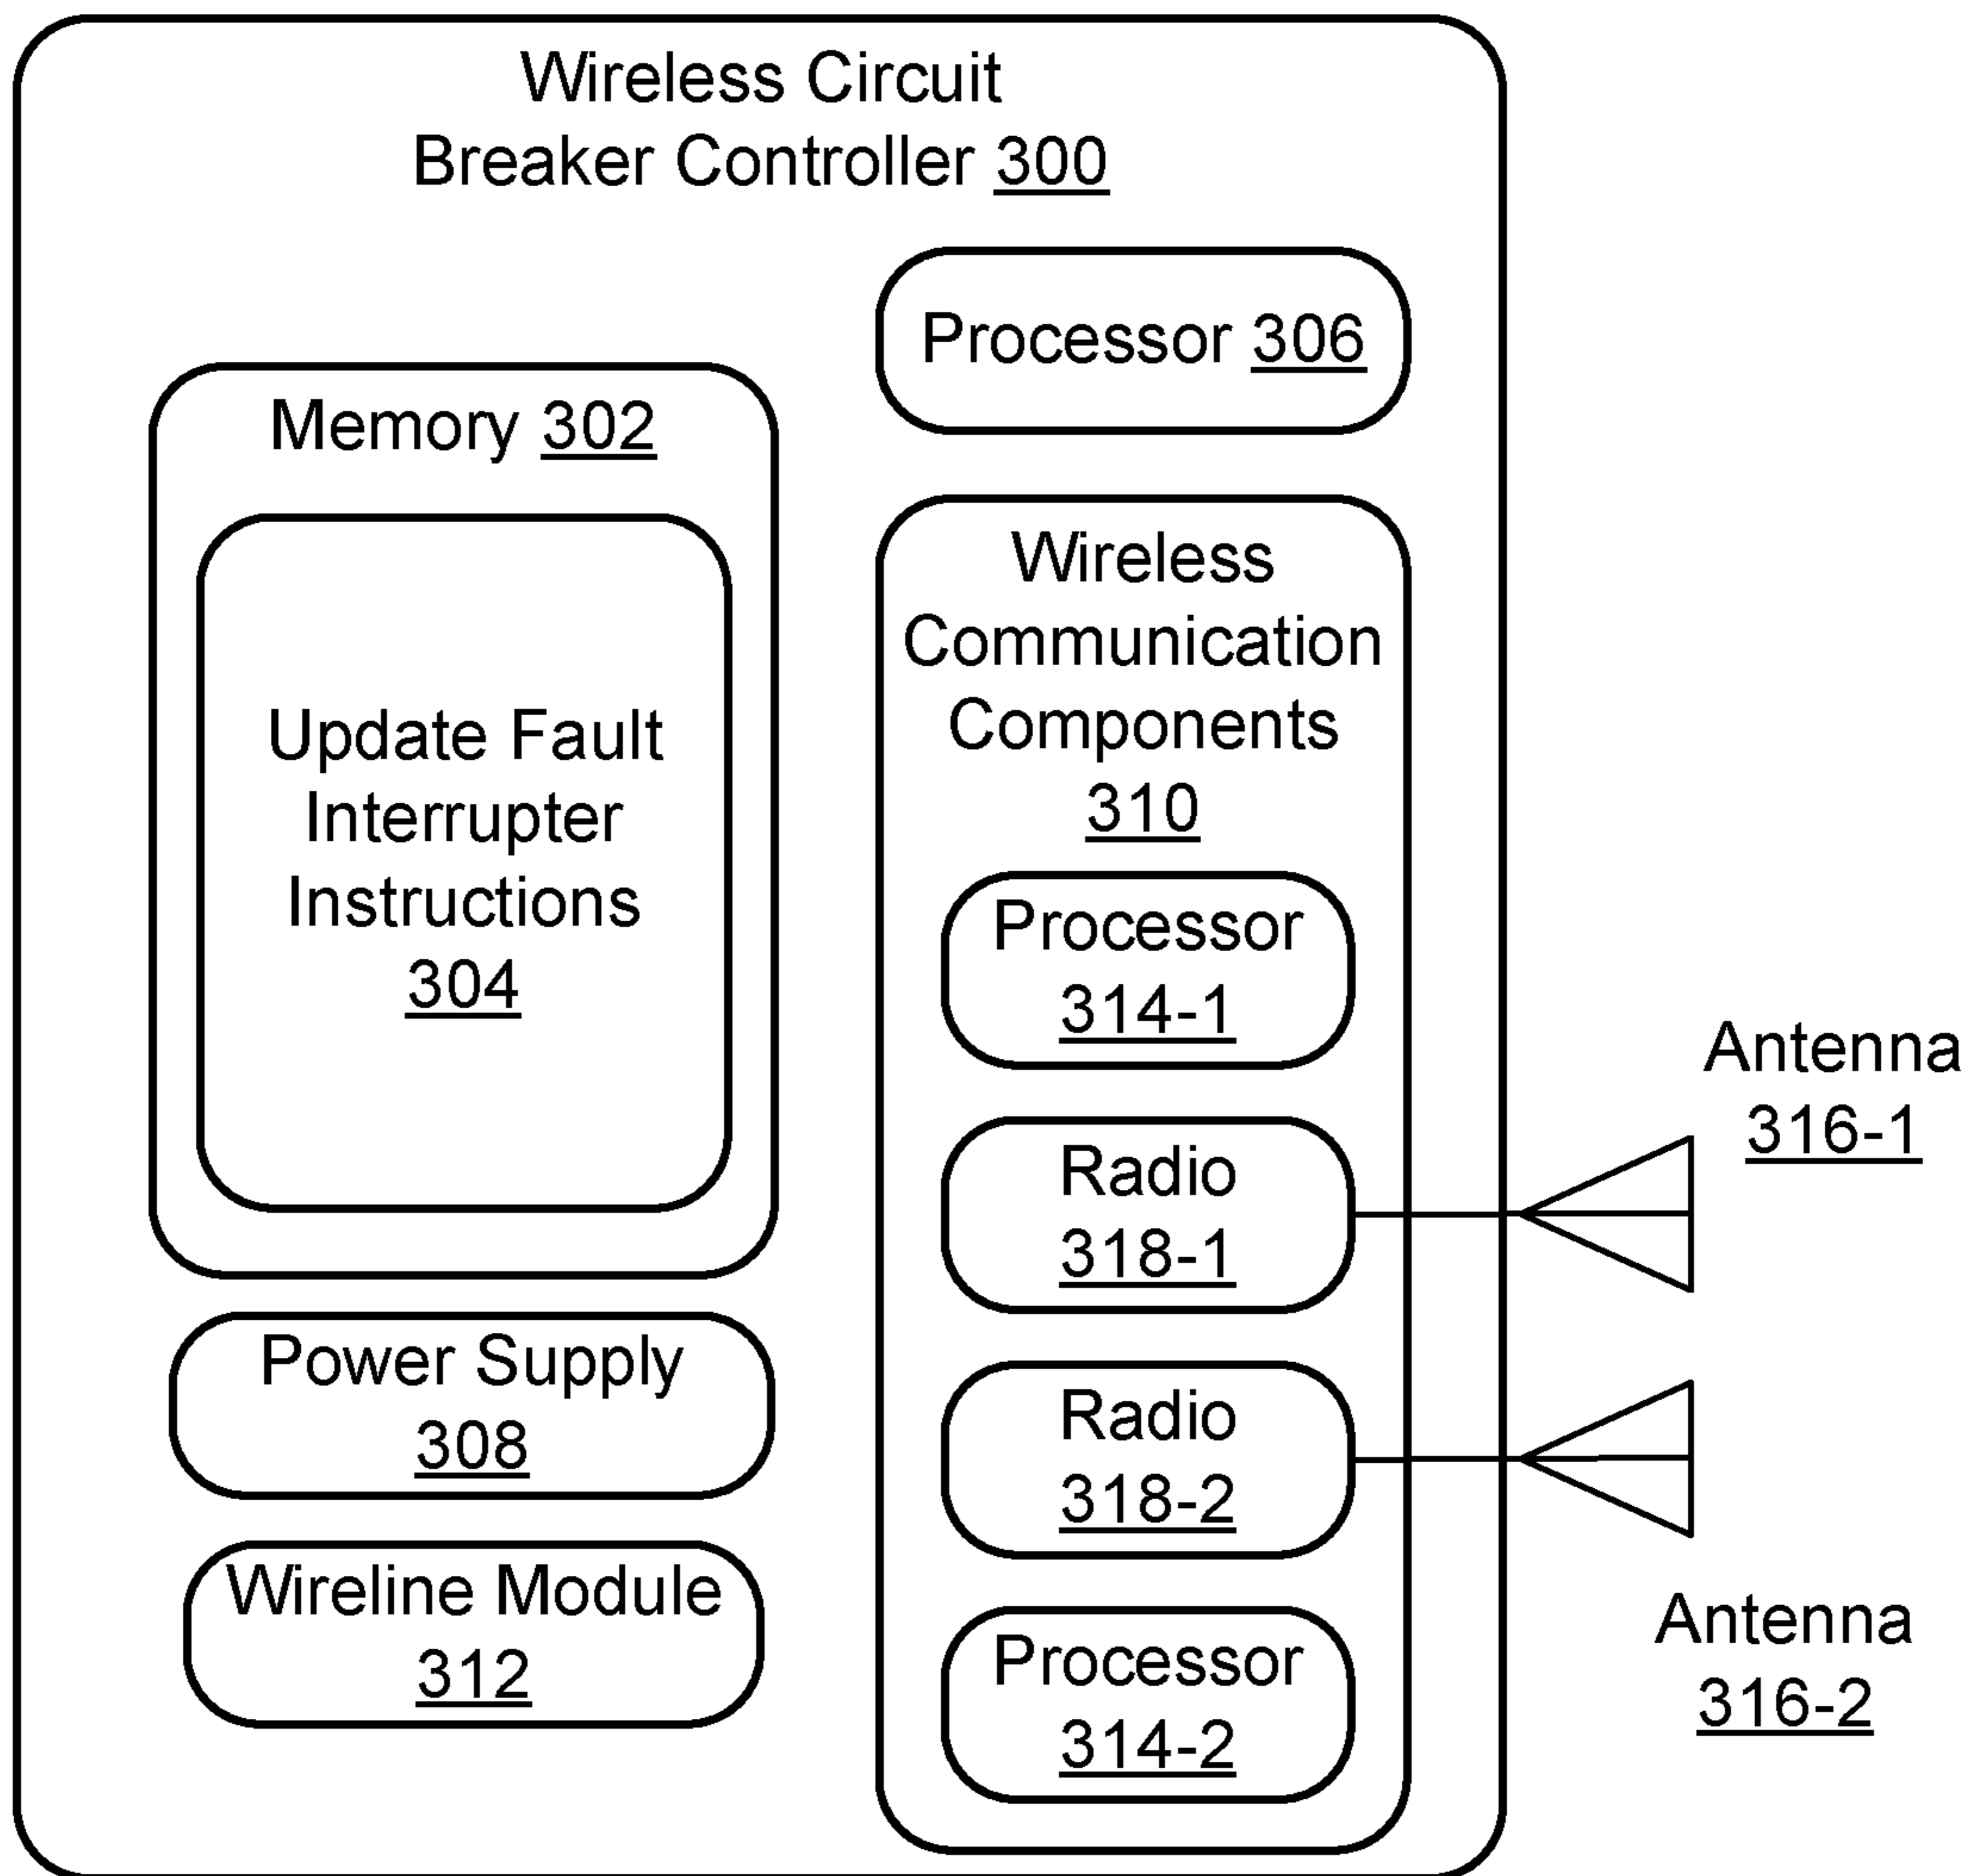 Wireless Circuit
Breaker Controller 300
Processor 306
Memory 302
Update Fault
Interrupter
Instructions
304
Power Supply
308
Wireline Module
312
Wireless
Communication
Components
310
Processor
314-1
Radio
318-1
Radio
318-2
Processor
314-2
Antenna
316-1
Antenna
316-2